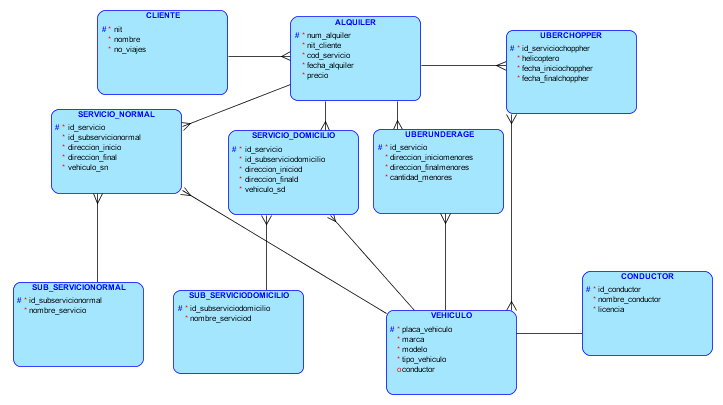 CLIENTE
# * nit
* nombre
* no_viajes
ALQUILER
# * num_alquiler
* nit_cliente
* cod_servicio
* fecha_alquiler
* precio
UBERCHOPPER
# * id_serviciochoppher
* helicoptero
* fecha_iniciochoppher
* fecha_finalchoppher
SERVICIO_NORMAL
# * id_servicio
* id_subservicionormal
* direccion_inicio
* direccion_final
* vehiculo_sn
SERVICIO_DOMICILIO
# * id_servicio
* id_subserviciodomicilio
* direccion_iniciod
* direccion_finald
* vehiculo_sd
UBERUNDERAGE
# * id_servicio
* direccion_iniciomenores
* direccion_finalmenores
* cantidad_menores
SUB_SERVICIONORMAL
# * id_subservicionormal
* nombre_servicio
SUB_SERVICIODOMICILIO
# * id_subserviciodomicilio
* nombre_serviciod
VEHICULO
# * placa_vehiculo
* marca
* modelo
* tipo_vehiculo
o conductor
CONDUCTOR
# * id_conductor
* nombre_conductor
* licencia